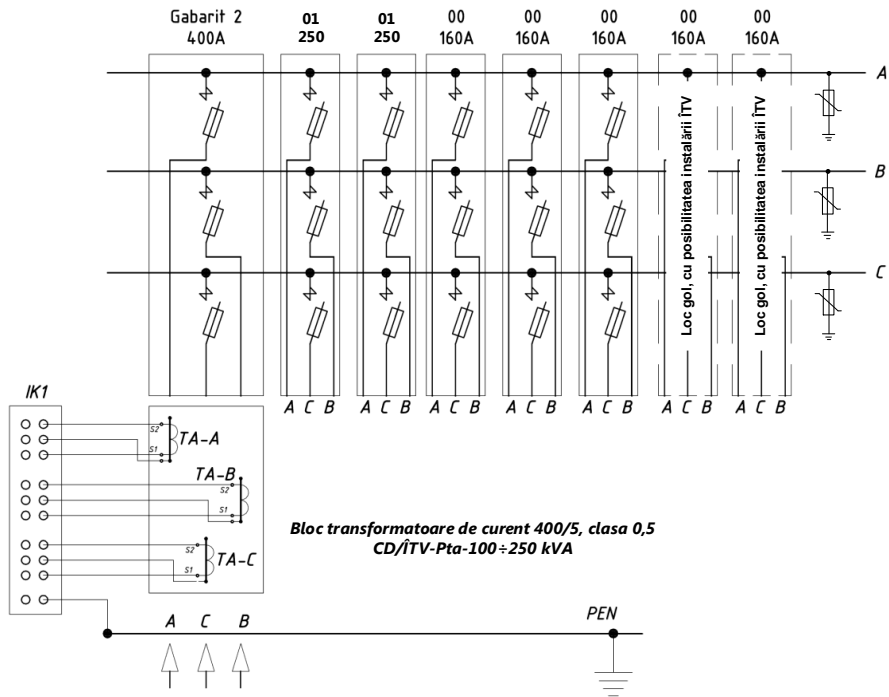 Gabarit 2
400A
01
250
01
250
00
160A
00
160A
00
160A
00
160A
00
160A
A
B
C
Loc gol, cu posibilitatea instalării ÎTV
Loc gol, cu posibilitatea instalării ÎTV
A C B
A C B
A C B
A C B
A C B
A C B
A C B
IK1
S2
TA-A
S1
TA-B
S2
S1
S2
TA-C
S1
Bloc transformatoare de curent 400/5, clasa 0,5
CD/ÎTV-Pta-100÷250 kVA
A C B
PEN